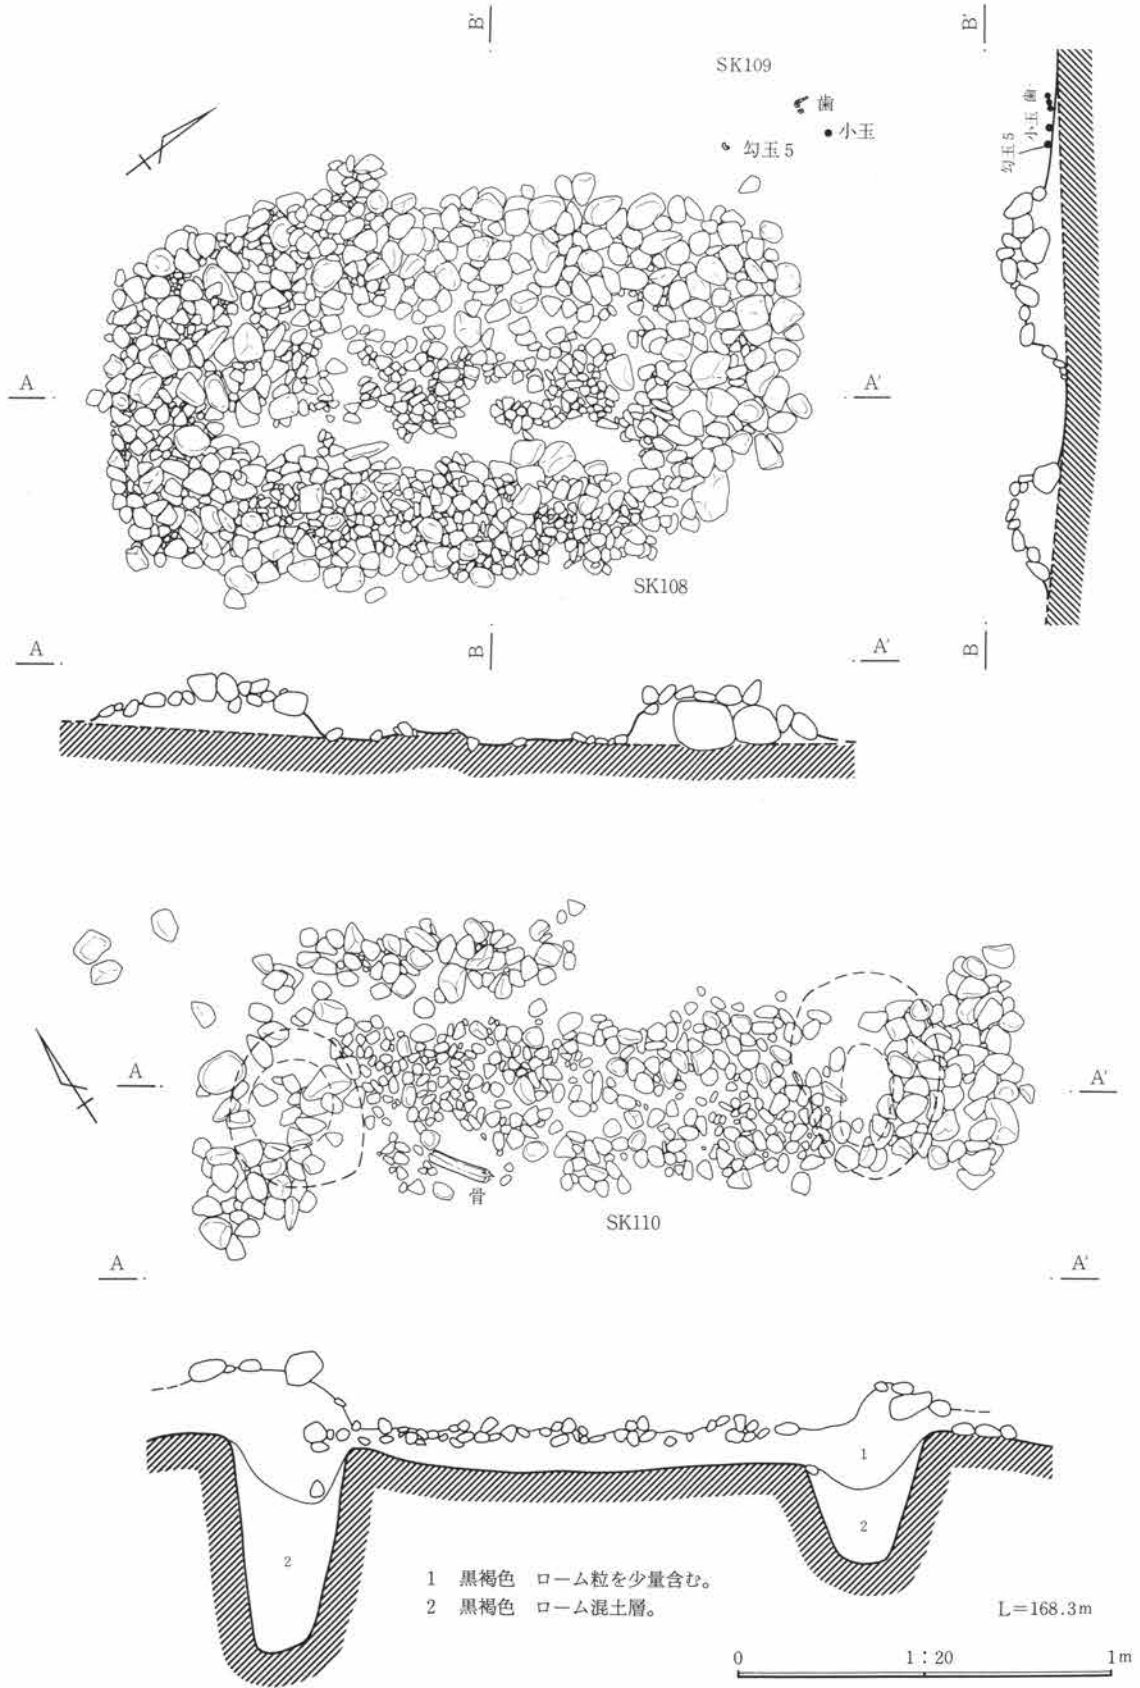 B'
B'
SK109
歯
小玉
勾玉5
歯
小玉
勾玉5
A
A'
SK108
A
B
A'
B
A
A'
骨
SK110
A
A'
1
2
2
1 黒褐色 ローム粒を少量含む。
2 黒褐色 ローム混土層。
L=168.3m
0 1:20 1m